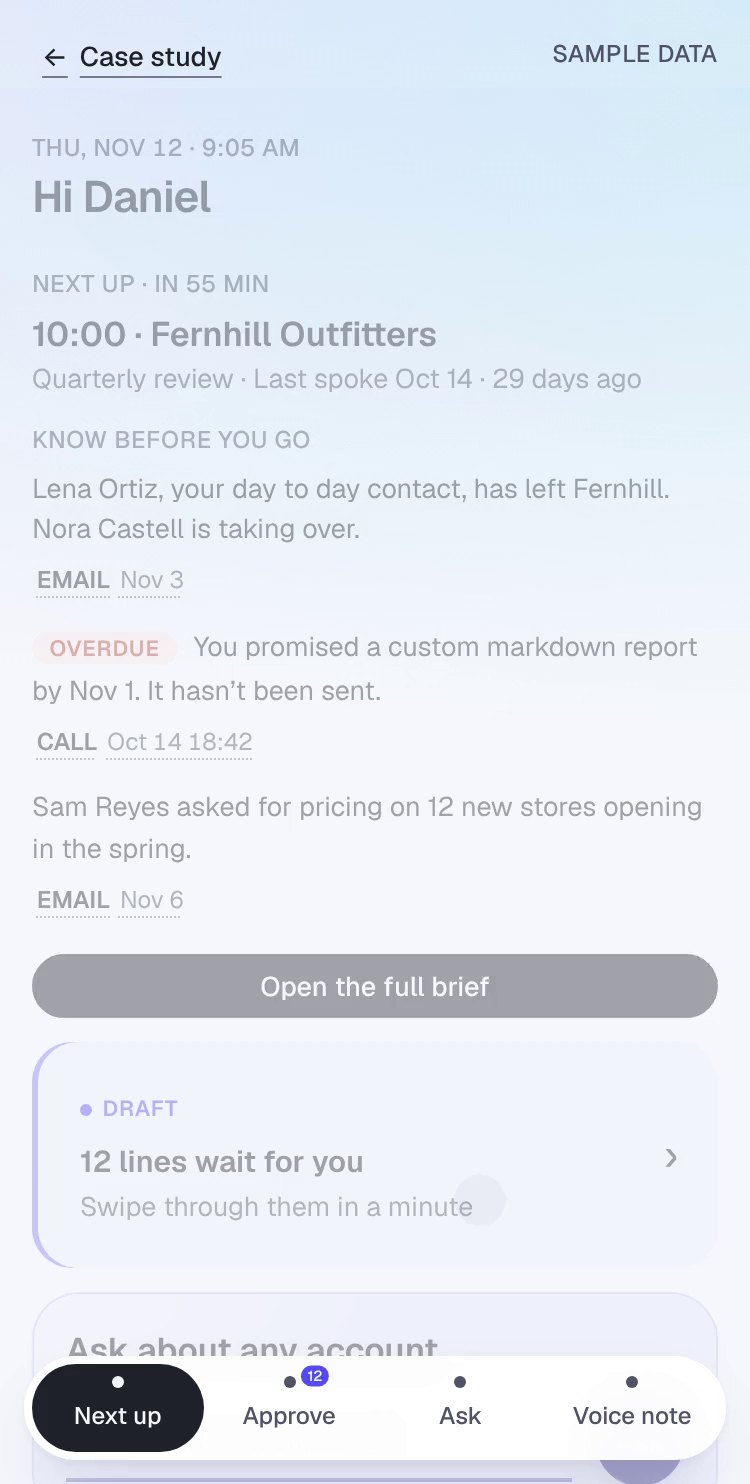 ← Case study
SAMPLE DATA
THU, NOV 12 · 9:05 AM
Hi Daniel
NEXT UP · IN 55 MIN
10:00 · Fernhill Outfitters
Quarterly review · Last spoke Oct 14 · 29 days ago
KNOW BEFORE YOU GO
Lena Ortiz, your day to day contact, has left Fernhill.
Nora Castell is taking over.
EMAIL Nov 3
OVERDUE You promised a custom markdown report
by Nov 1. It hasn’t been sent.
CALL Oct 14 18:42
Sam Reyes asked for pricing on 12 new stores opening
in the spring.
EMAIL Nov 6
Open the full brief
DRAFT
12 lines wait for you
Swipe through them in a minute
Ask about any account
12
Next up
Approve
Ask
Voice note